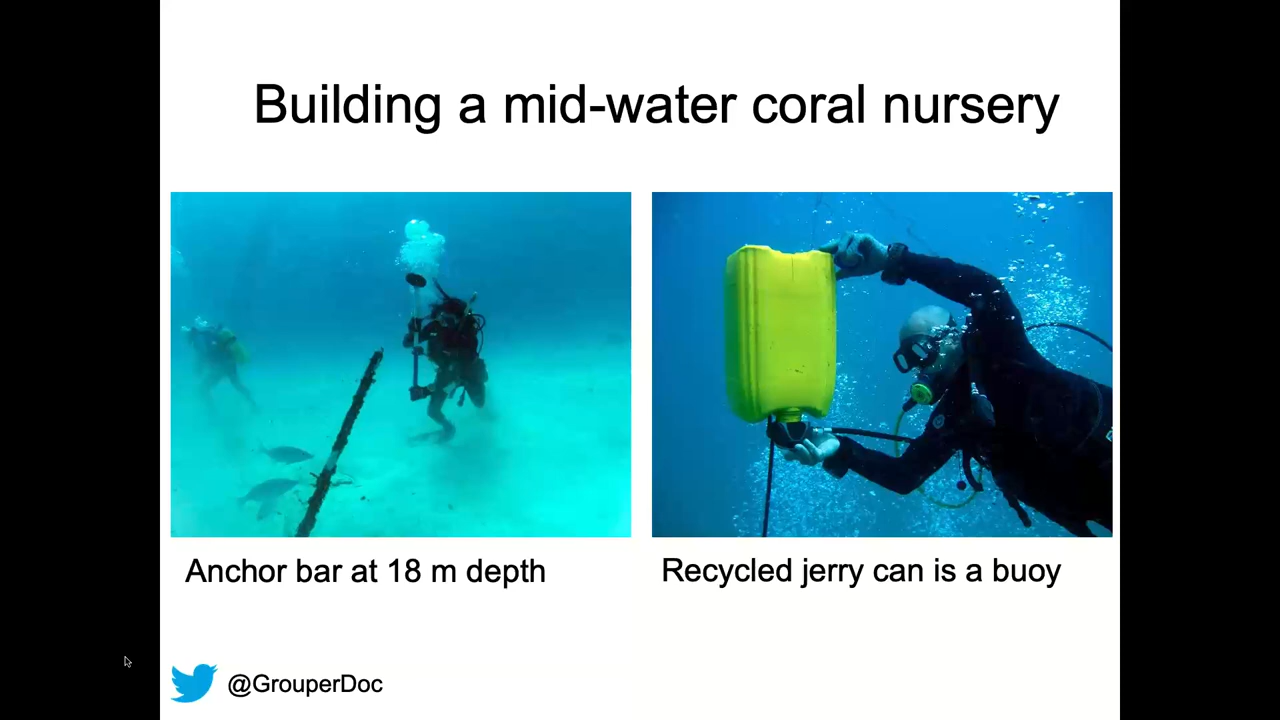 Building a mid-water coral nursery
Anchor bar at 18 m depth
Recycled jerry can is a buoy
@GrouperDoc